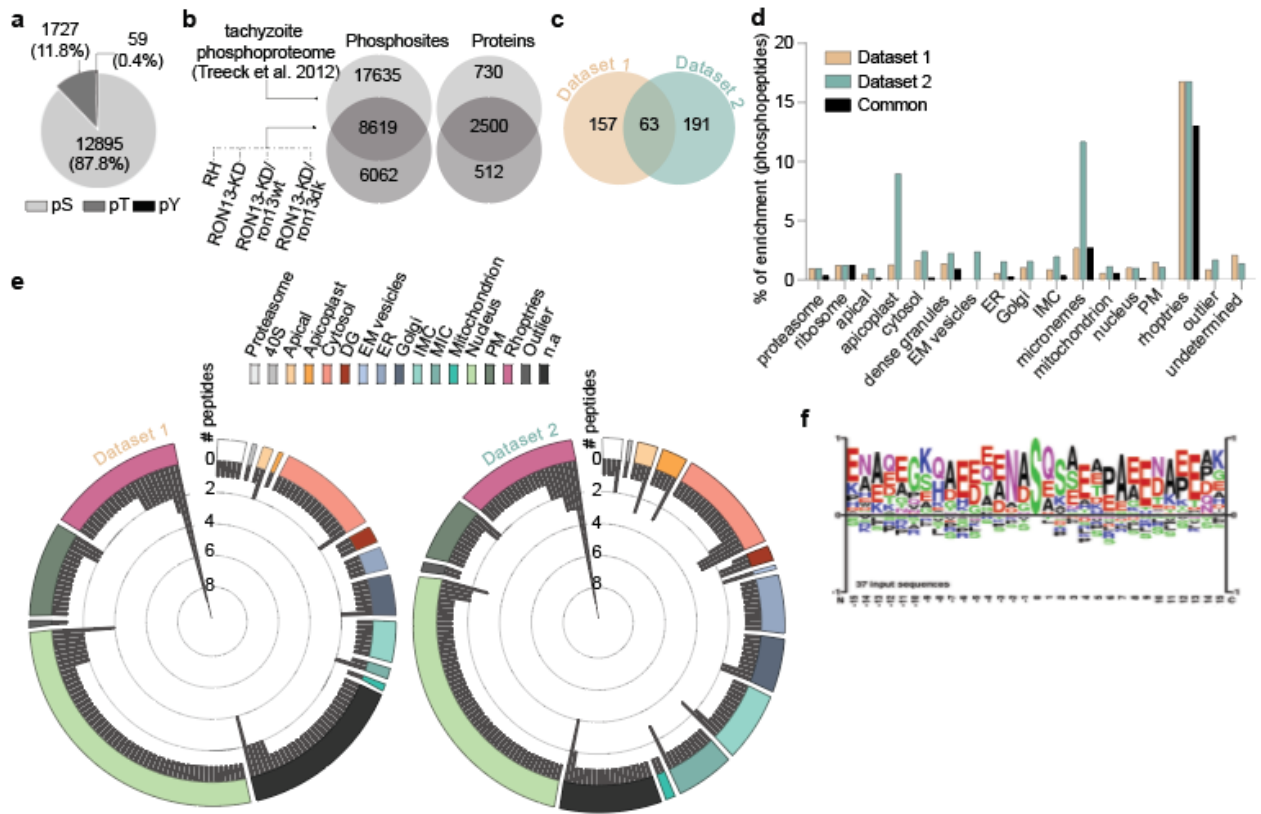 a
1727
(11.8%)
59
(0.4%)
12895
(87.8%)
pS pT pY
b
tachyzoite
phosphoproteome
(Treeck et al. 2012)
Phosphosites
Proteins
17635
730
8619
2500
6062
512
RH
RON13-KD
RON13-KD/
ron13wt
RON13-KD/
ron13dk
c
Dataset 1
Dataset 2
157
63
191
d
% of enrichment (phosphopeptides)
20
15
10
5
0
Dataset 1
Dataset 2
Common
proteasome
ribosome
apical
apicoplast
cytosol
dense granules
EM vesicles
ER
Golgi
IMC
micronemes
mitochondrion
nucleus
PM
rhoptries
outlier
undetermined
e
Proteasome
40S
Apical
Apicoplast
Cytosol
DG
EM vesicles
ER
Golgi
IMC
MIC
Mitochondrion
Nucleus
PM
Rhoptries
Outlier
n.a
Dataset 1
# peptides
0
2
4
6
8
Dataset 2
# peptides
0
2
4
6
8
f
37 input sequences